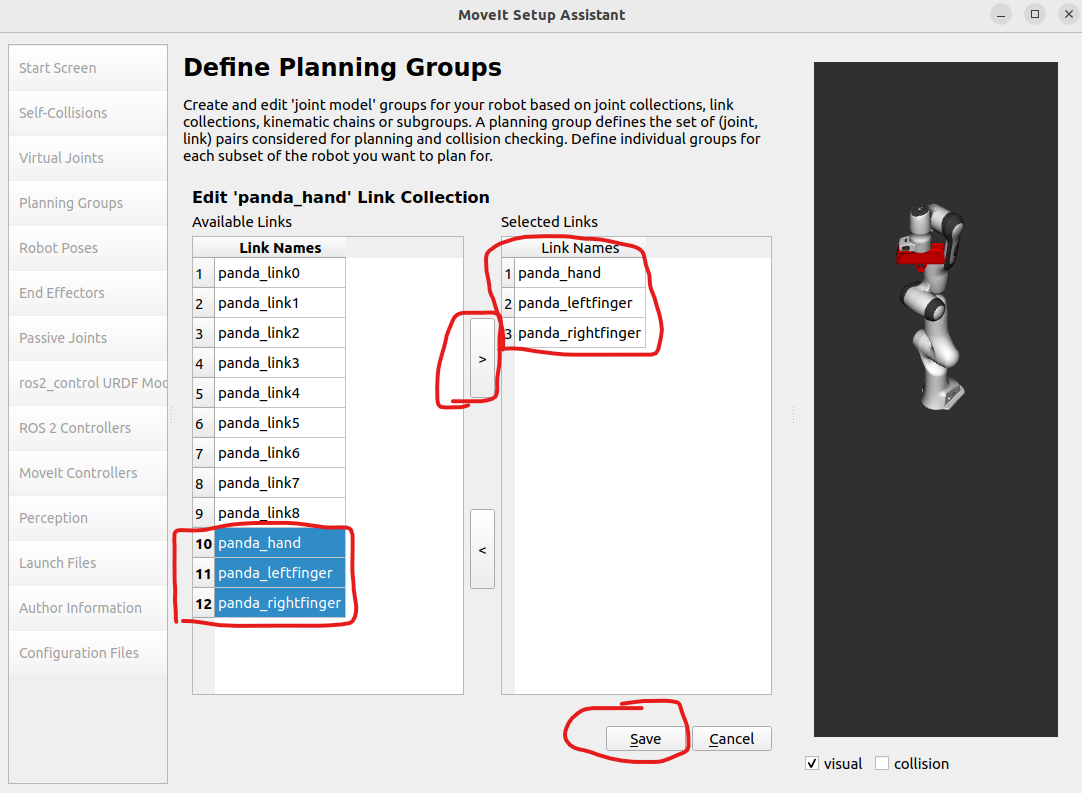 MoveIt Setup Assistant
Start Screen
Self-Collisions
Virtual Joints
Planning Groups
Robot Poses
End Effectors
Passive Joints
ros2_control URDF Moc
ROS 2 Controllers
MoveIt Controllers
Perception
Launch Files
Author Information
Configuration Files
Define Planning Groups
Create and edit 'joint model' groups for your robot based on joint collections, link
collections, kinematic chains or subgroups. A planning group defines the set of (joint,
link) pairs considered for planning and collision checking. Define individual groups for
each subset of the robot you want to plan for.
Edit 'panda_hand' Link Collection
Available Links
Link Names
1 panda_link0
2 panda_link1
3 panda_link2
4 panda_link3
5 panda_link4
6 panda_link5
7 panda_link6
8 panda_link7
9 panda_link8
10 panda_hand
11 panda_leftfinger
12 panda_rightfinger
>
<
Selected Links
Link Names
1 panda_hand
2 panda_leftfinger
3 panda_rightfinger
Save
Cancel
visual
collision